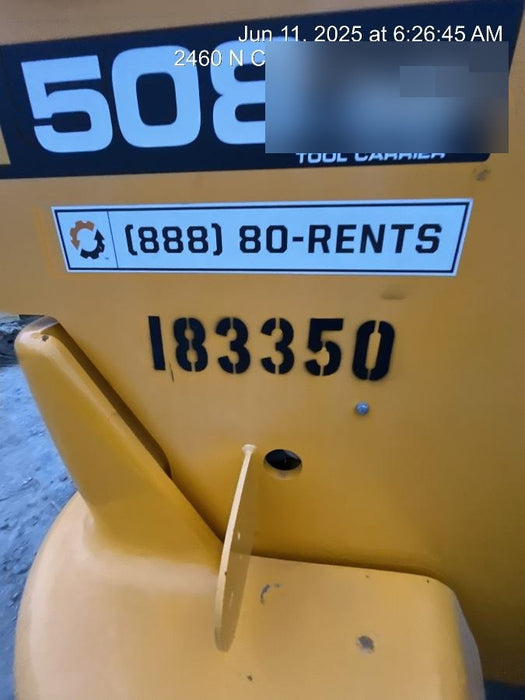 Jun 11, 2025 at 6:26:45 AM
2460 N C
508
TOOL CARRIER
(888) 80-RENTS
183350